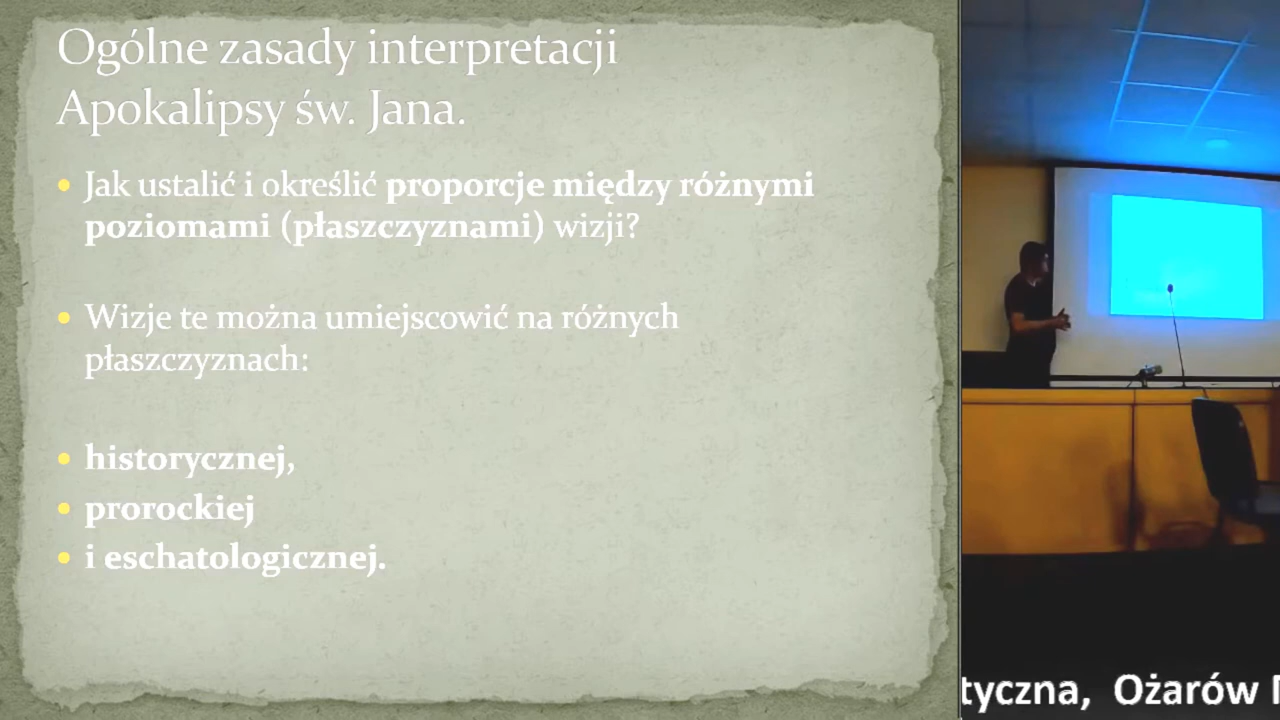 Ogólne zasady interpretacji
Apokalipsy św. Jana.
Jak ustalić i określić proporcje między różnymi
poziomami (płaszczyznami) wizji?
Wizje te można umiejscowić na różnych
płaszczyznach:
historycznej,
prorockiej
i eschatologicznej.
tyczna, Ożarów